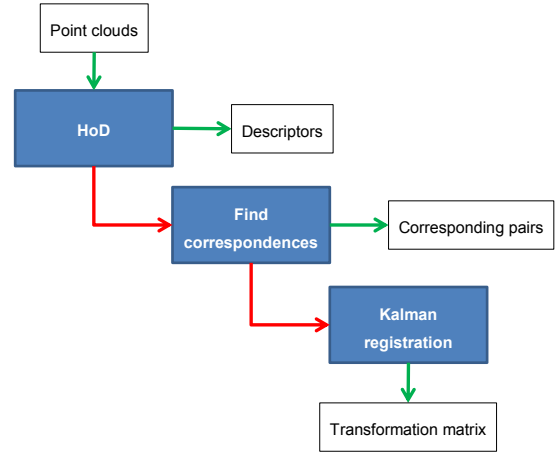 Point clouds
HoD
Descriptors
Find
correspondences
Corresponding pairs
Kalman
registration
Transformation matrix